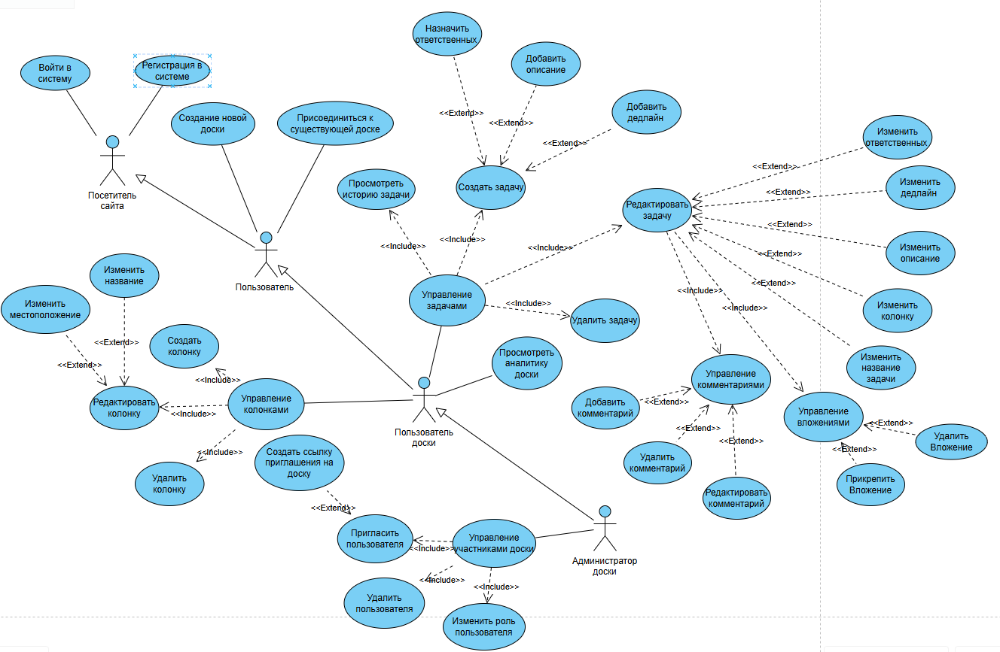 Назначить
ответственных
Добавить
описание
Войти в
систему
Регистрация в
системе
Добавить
дедлайн
Создание новой
доски
Присоединиться к
существующей доске
<<Extend>>
<<Extend>>
<<Extend>>
Изменить
ответственных
Посетитель
сайта
Просмотреть
историю задачи
Создать задачу
<<Extend>>
Изменить
дедлайн
<<Extend>>
Редактировать
задачу
<<Extend>>
<<Include>>
<<Include>>
<<Include>>
Изменить
описание
<<Extend>>
Пользователь
Изменить
название
<<Extend>>
<<Include>>
Управление
задачами
<<Include>>
<<Include>>
Изменить
колонку
Изменить
местоположение
Удалить задачу
Создать
колонку
<<Extend>>
<<Extend>>
Просмотреть
аналитику
доски
Изменить
название
задачи
<<Include>>
Управление
комментариями
Редактировать
колонку
<<Include>>
Управление
колонками
Добавить
комментарий
<<Extend>>
Управление
вложениями
<<Extend>>
<<Extend>>
Пользователь
доски
<<Extend>>
Удалить
Вложение
<<Extend>>
<<Include>>
Создать ссылку
приглашения на
доску
Удалить
комментарий
Удалить
колонку
Прикрепить
Вложение
Редактировать
комментарий
<<Extend>>
Пригласить
пользователя
<<Include>>
Управление
участниками доски
Администратор
доски
<<Include>>
<<Include>>
Удалить
пользователя
Изменить роль
пользователя